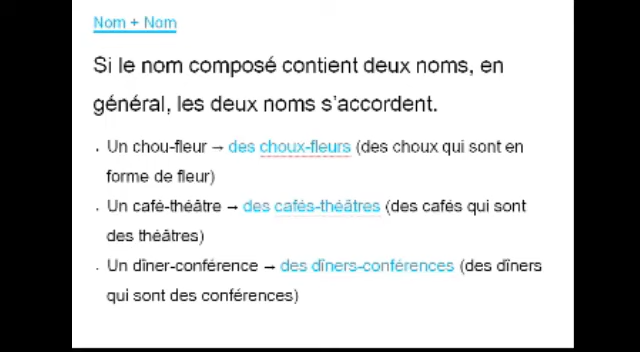 Nom + Nom
Si le nom composé contient deux noms, en
général, les deux noms s'accordent.
. Un chou-fleur → des choux-fleurs (des choux qui sont en
forme de fleur)
. Un café-théâtre → des cafés-théâtres (des cafés qui sont
des théâtres)
. Un dîner-conférence → des dîners-conférences (des dîners
qui sont des conférences)